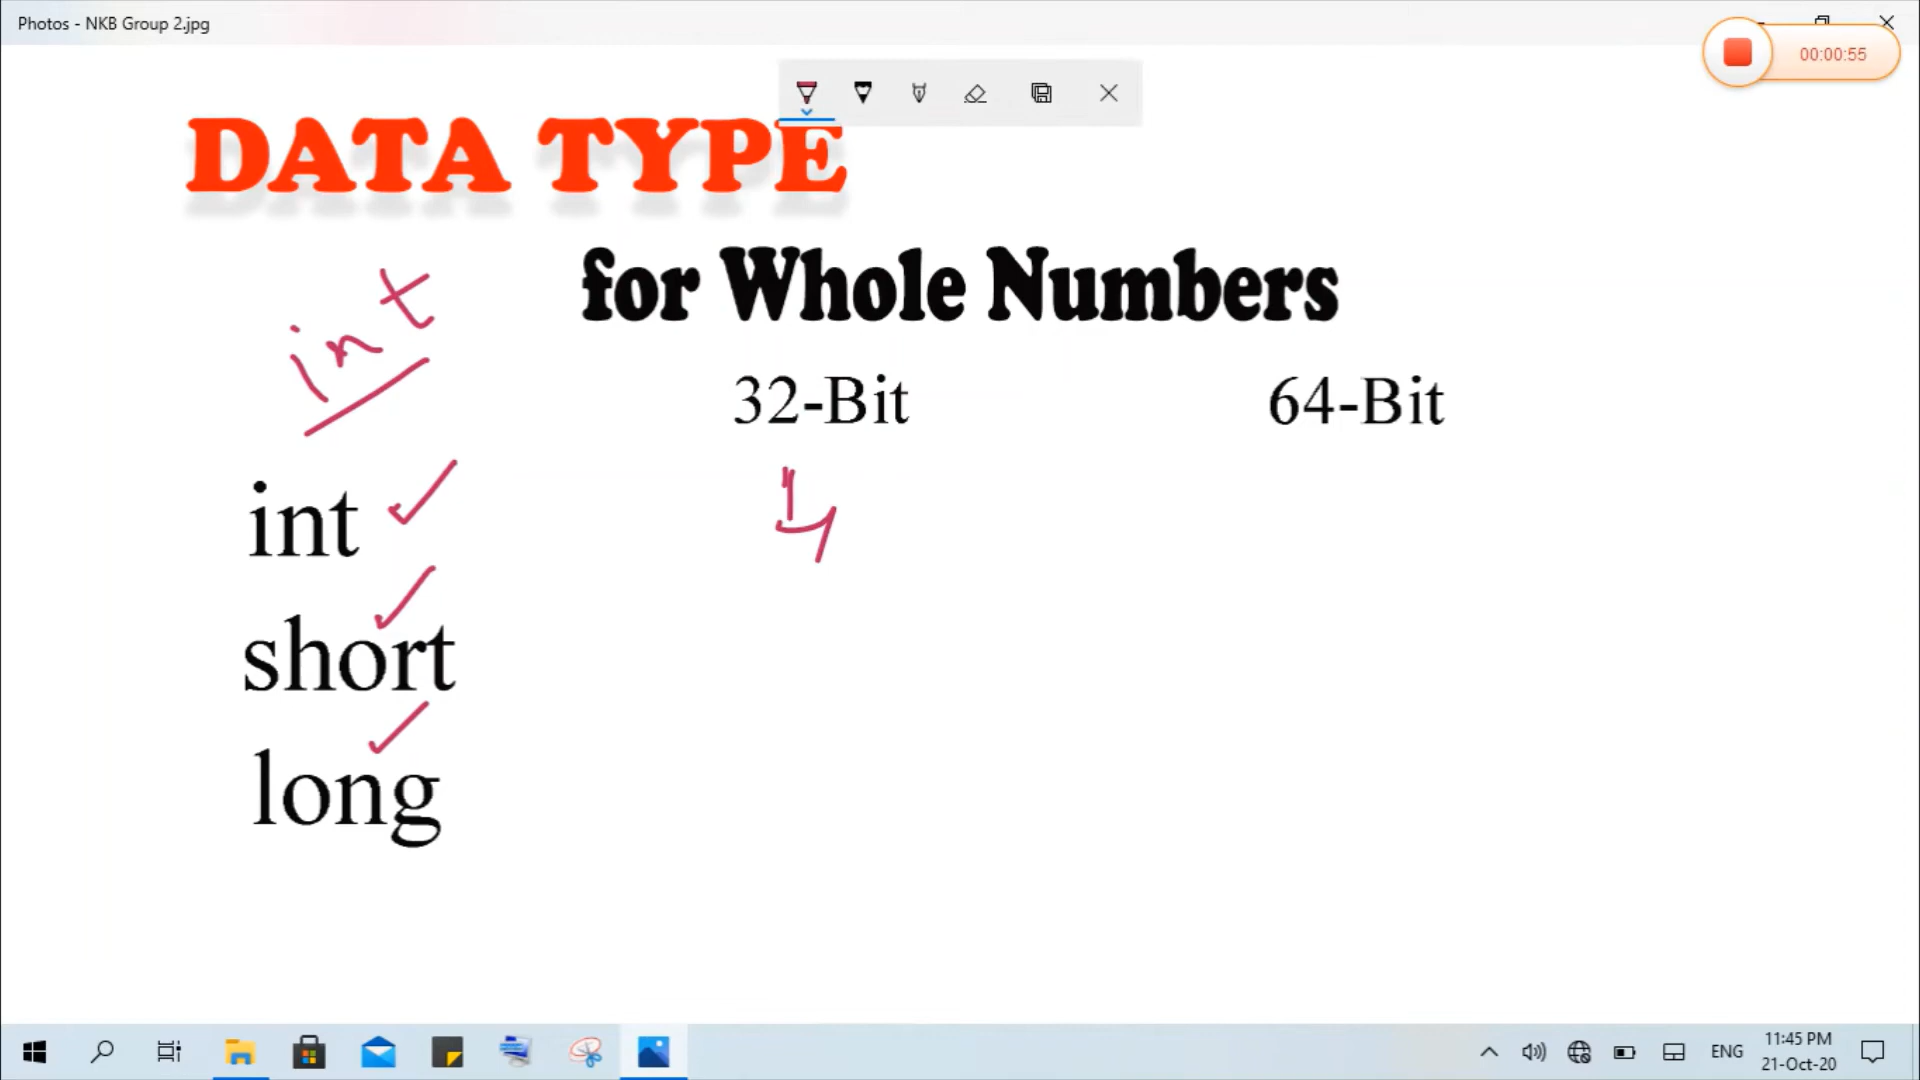 Photos - NKB Group 2.jpg
00:00:55
DATA TYPE
for Whole Numbers
int
32-Bit 64-Bit
int 4
short
long
ENG
11:45 PM
21-Oct-20